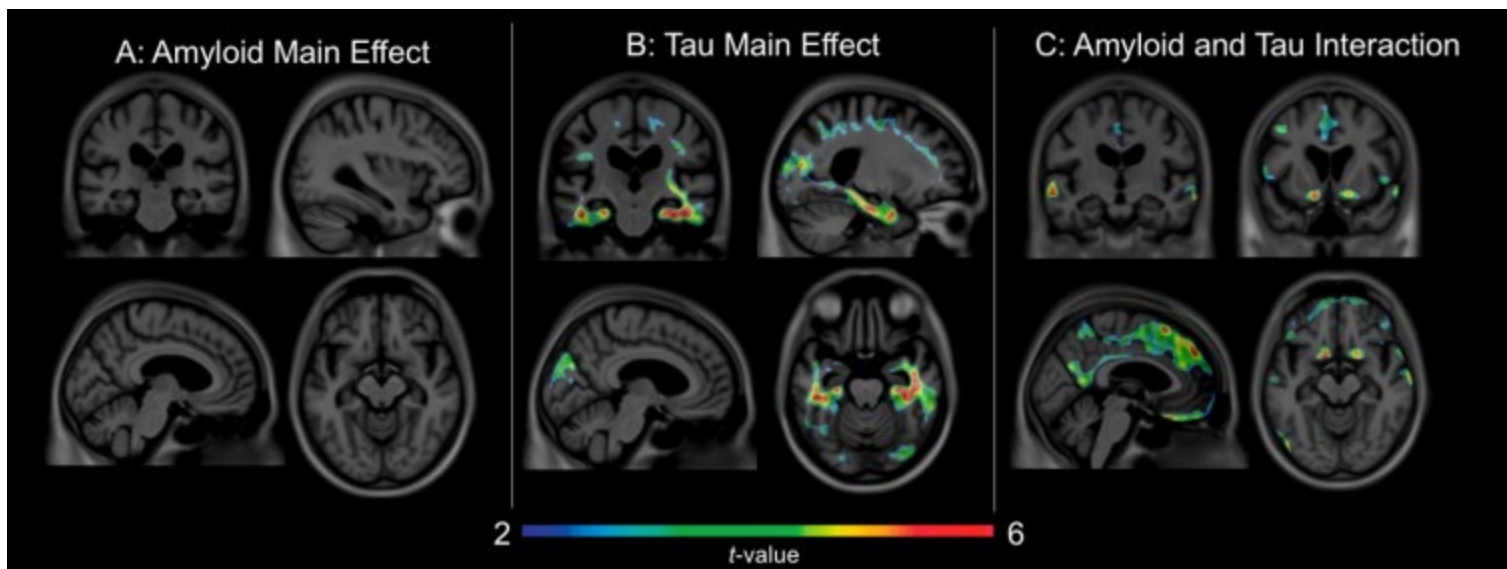 A: Amyloid Main Effect
B: Tau Main Effect
C: Amyloid and Tau Interaction
2
6
t-value